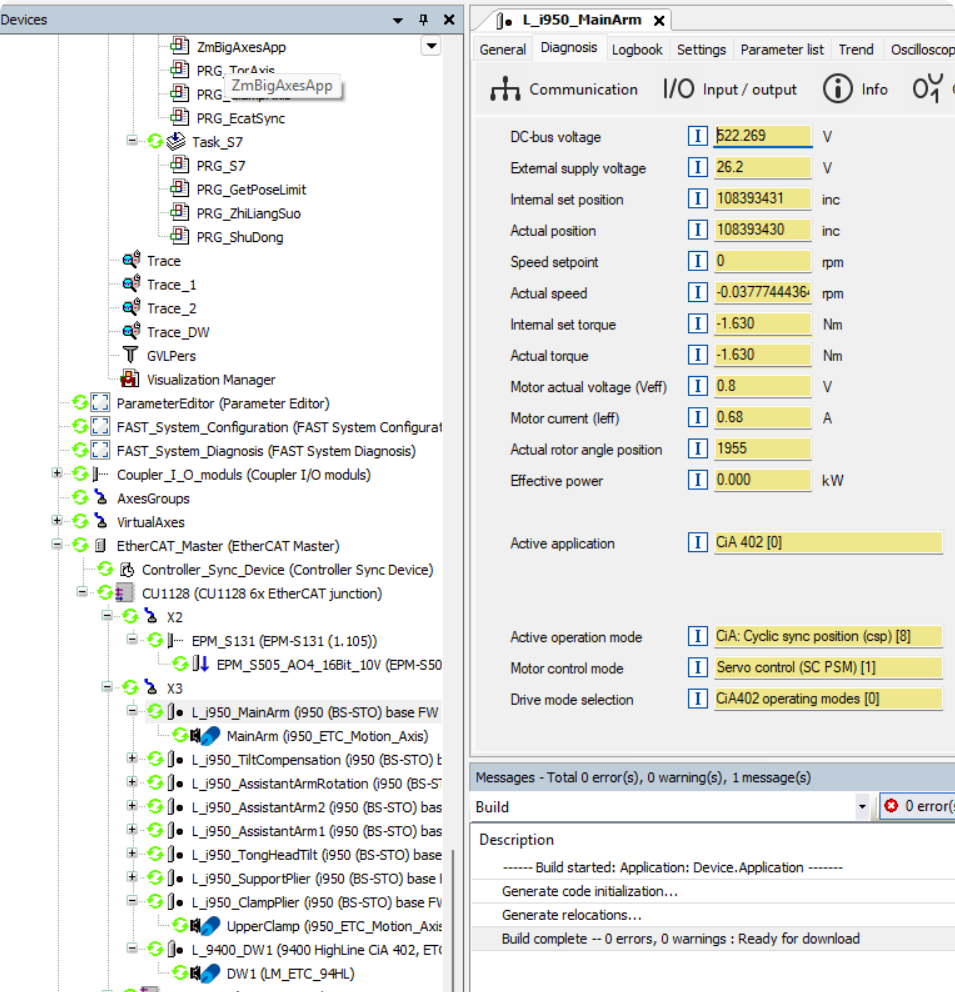 Devices
ZmBigAxesApp
PRG_TorAxis
ZmBigAxesApp
PRG_
PRG_EcatSync
Task_S7
PRG_S7
PRG_GetPoseLimit
PRG_ZhiLiangSuo
PRG_ShuDong
Trace
Trace_1
Trace_2
Trace_DW
GVLPers
Visualization Manager
ParameterEditor (Parameter Editor)
FAST_System_Configuration (FAST System Configurat
FAST_System_Diagnosis (FAST System Diagnosis)
Coupler_I_O_moduls (Coupler I/O moduls)
AxesGroups
VirtualAxes
EtherCAT_Master (EtherCAT Master)
Controller_Sync_Device (Controller Sync Device)
CU1128 (CU1128 6x EtherCAT junction)
X2
EPM_S131 (EPM-S131 (1.105))
EPM_S505_AO4_16Bit_10V (EPM-S50
X3
L_i950_MainArm (i950 (BS-STO) base FW
MainArm (i950_ETC_Motion_Axis)
L_i950_TiltCompensation (i950 (BS-STO) b
L_i950_AssistantArmRotation (i950 (BS-ST
L_i950_AssistantArm2 (i950 (BS-STO) bas
L_i950_AssistantArm1 (i950 (BS-STO) bas
L_i950_TongHeadTilt (i950 (BS-STO) base
L_i950_SupportPlier (i950 (BS-STO) base
L_i950_ClampPlier (i950 (BS-STO) base FW
UpperClamp (i950_ETC_Motion_Axis
L_9400_DW1 (9400 HighLine CiA 402, ETC
DW1 (LM_ETC_94HL)
L_i950_MainArm
General Diagnosis Logbook Settings Parameter list Trend Oscilloscop
Communication I/O Input / output Info
DC-bus voltage I 522.269 V
External supply voltage I 26.2 V
Internal set position I 108393431 inc
Actual position I 108393430 inc
Speed setpoint I 0 rpm
Actual speed I -0.03777444364 rpm
Internal set torque I -1.630 Nm
Actual torque I -1.630 Nm
Motor actual voltage (Veff) I 0.8 V
Motor current (Ieff) I 0.68 A
Actual rotor angle position I 1955
Effective power I 0.000 kW
Active application I CiA 402 [0]
Active operation mode I CiA: Cyclic sync position (csp) [8]
Motor control mode I Servo control (SC PSM) [1]
Drive mode selection I CiA402 operating modes [0]
Messages - Total 0 error(s), 0 warning(s), 1 message(s)
Build 0 error(s
Description
------ Build started: Application: Device.Application -------
Generate code initialization...
Generate relocations...
Build complete -- 0 errors, 0 warnings : Ready for download